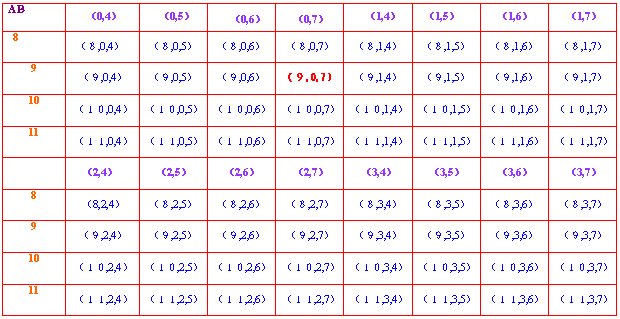 AB (0,4) (0,5) (0,6) (0,7) (1,4) (1,5) (1,6) (1,7)
8 ( 8,0,4) ( 8,0,5) ( 8,0,6) ( 8,0,7) ( 8,1,4) ( 8,1,5) ( 8,1,6) ( 8,1,7)
9 ( 9,0,4) ( 9,0,5) ( 9,0,6) ( 9,0,7) ( 9,1,4) ( 9,1,5) ( 9,1,6) ( 9,1,7)
10 ( 1 0,0,4) ( 1 0,0,5) ( 1 0,0,6) ( 1 0,0,7) ( 1 0,1,4) ( 1 0,1,5) ( 1 0,1,6) ( 1 0,1,7)
11 ( 1 1,0,4) ( 1 1,0,5) ( 1 1,0,6) ( 1 1,0,7) ( 1 1,1,4) ( 1 1,1,5) ( 1 1,1,6) ( 1 1,1,7)
(2,4) (2,5) (2,6) (2,7) (3,4) (3,5) (3,6) (3,7)
8 (8,2,4) ( 8,2,5) ( 8,2,6) ( 8,2,7) ( 8,3,4) ( 8,3,5) ( 8,3,6) ( 8,3,7)
9 ( 9,2,4) ( 9,2,5) ( 9,2,6) ( 9,2,7) ( 9,3,4) ( 9,3,5) ( 9,3,6) ( 9,3,7)
10 ( 1 0,2,4) ( 1 0,2,5) ( 1 0,2,6) ( 1 0,2,7) ( 1 0,3,4) ( 1 0,3,5) ( 1 0,3,6) ( 1 0,3,7)
11 ( 1 1,2,4) ( 1 1,2,5) ( 1 1,2,6) ( 1 1,2,7) ( 1 1,3,4) ( 1 1,3,5) ( 1 1,3,6) ( 1 1,3,7)